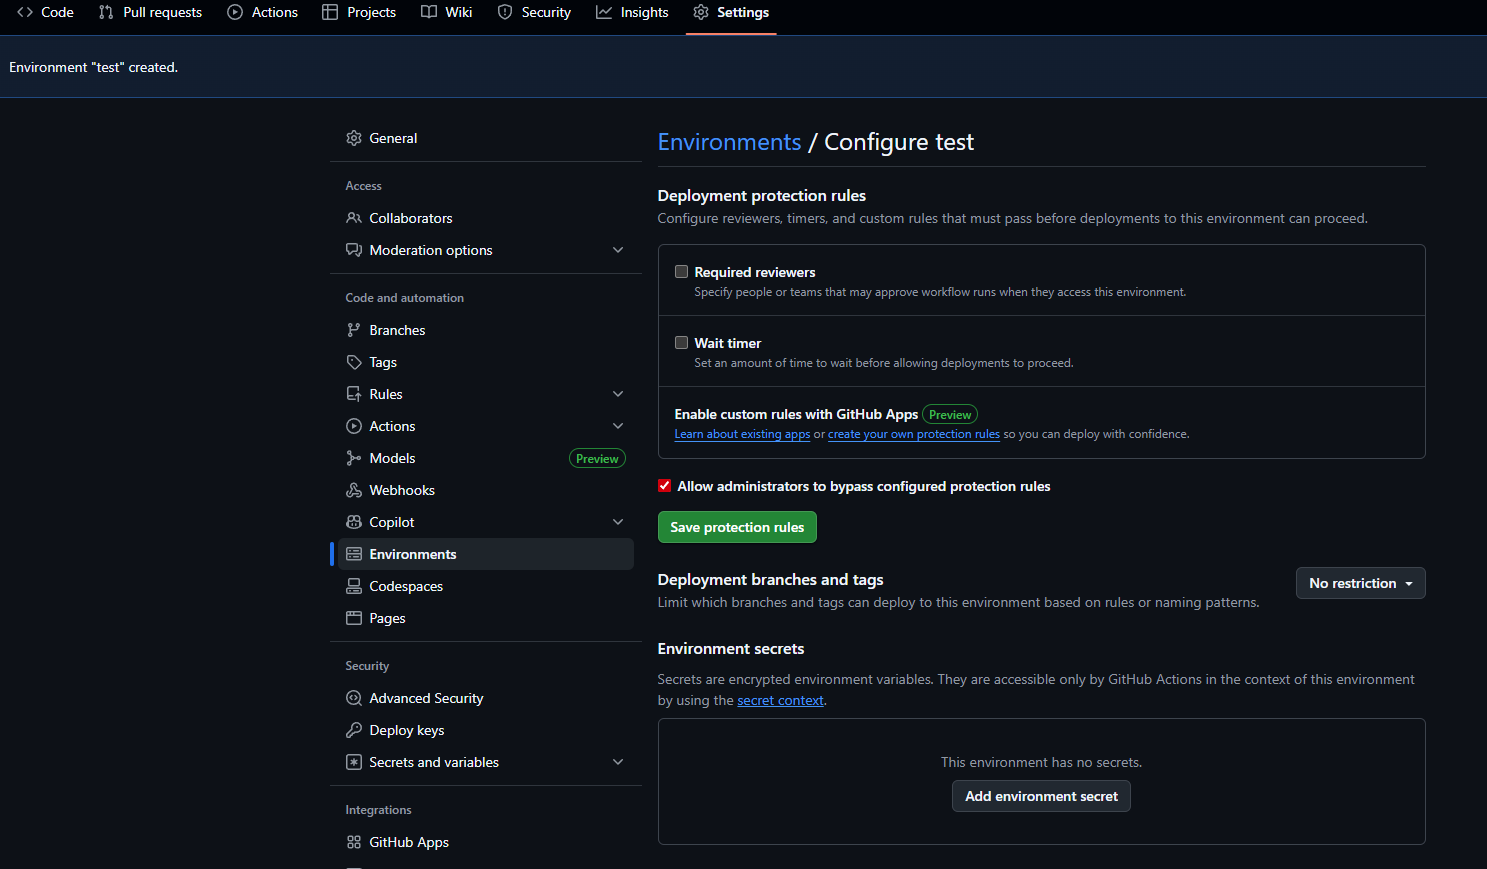 Code
Pull requests
Actions
Projects
Wiki
Security
Insights
Settings
Environment "test" created.
General
Access
Collaborators
Moderation options
Code and automation
Branches
Tags
Rules
Actions
Models
Preview
Webhooks
Copilot
Environments
Codespaces
Pages
Security
Advanced Security
Deploy keys
Secrets and variables
Integrations
GitHub Apps
Environments / Configure test
Deployment protection rules
Configure reviewers, timers, and custom rules that must pass before deployments to this environment can proceed.
Required reviewers
Specify people or teams that may approve workflow runs when they access this environment.
Wait timer
Set an amount of time to wait before allowing deployments to proceed.
Enable custom rules with GitHub Apps Preview
Learn about existing apps or create your own protection rules so you can deploy with confidence.
Allow administrators to bypass configured protection rules
Save protection rules
Deployment branches and tags
Limit which branches and tags can deploy to this environment based on rules or naming patterns.
No restriction
Environment secrets
Secrets are encrypted environment variables. They are accessible only by GitHub Actions in the context of this environment
by using the secret context.
This environment has no secrets.
Add environment secret